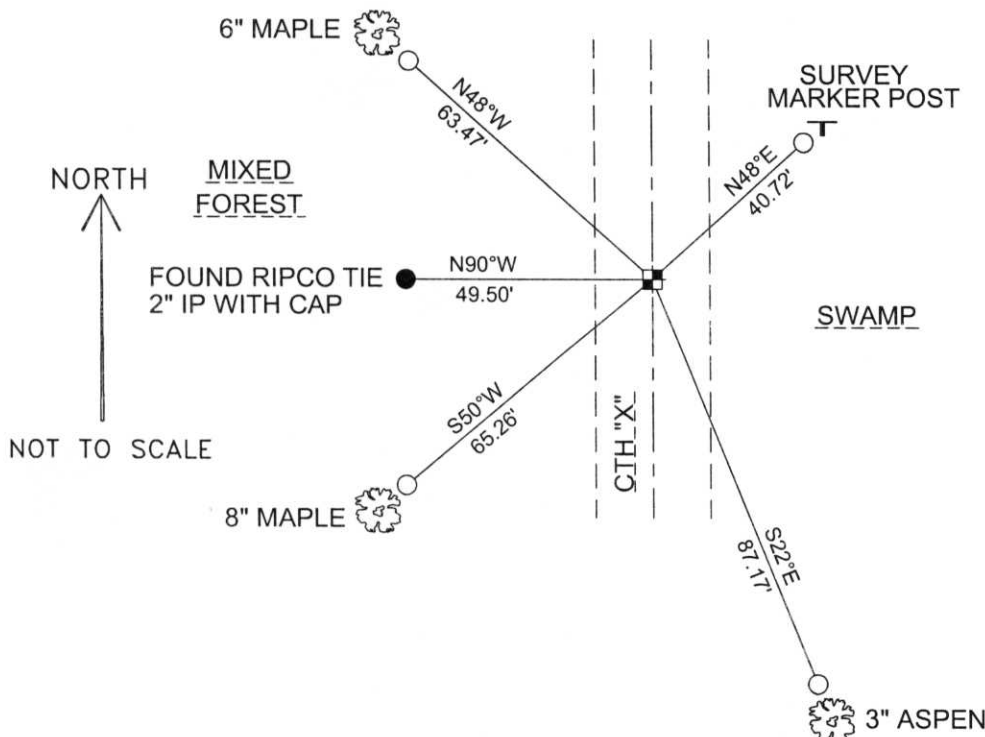 6" MAPLE
N48°W
63.47'
SURVEY
MARKER POST
N48°E
40.72'
NORTH
MIXED
FOREST
FOUND RIPCO TIE
2" IP WITH CAP
N90°W
49.50'
SWAMP
S50°W
65.26'
CTH "X"
NOT TO SCALE
8" MAPLE
S22°E
87.17'
3" ASPEN